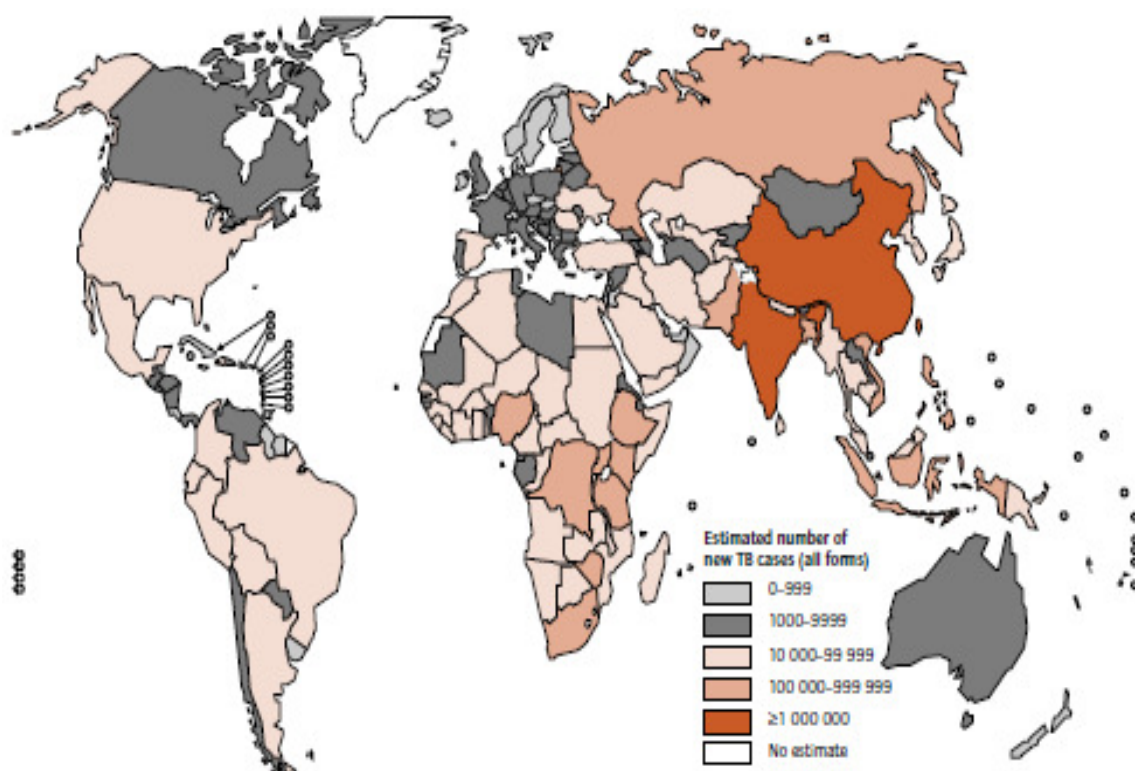 Estimated number of
new TB cases (all forms)
0–999
1000–9999
10 000–99 999
100 000–999 999
≥1 000 000
No estimate